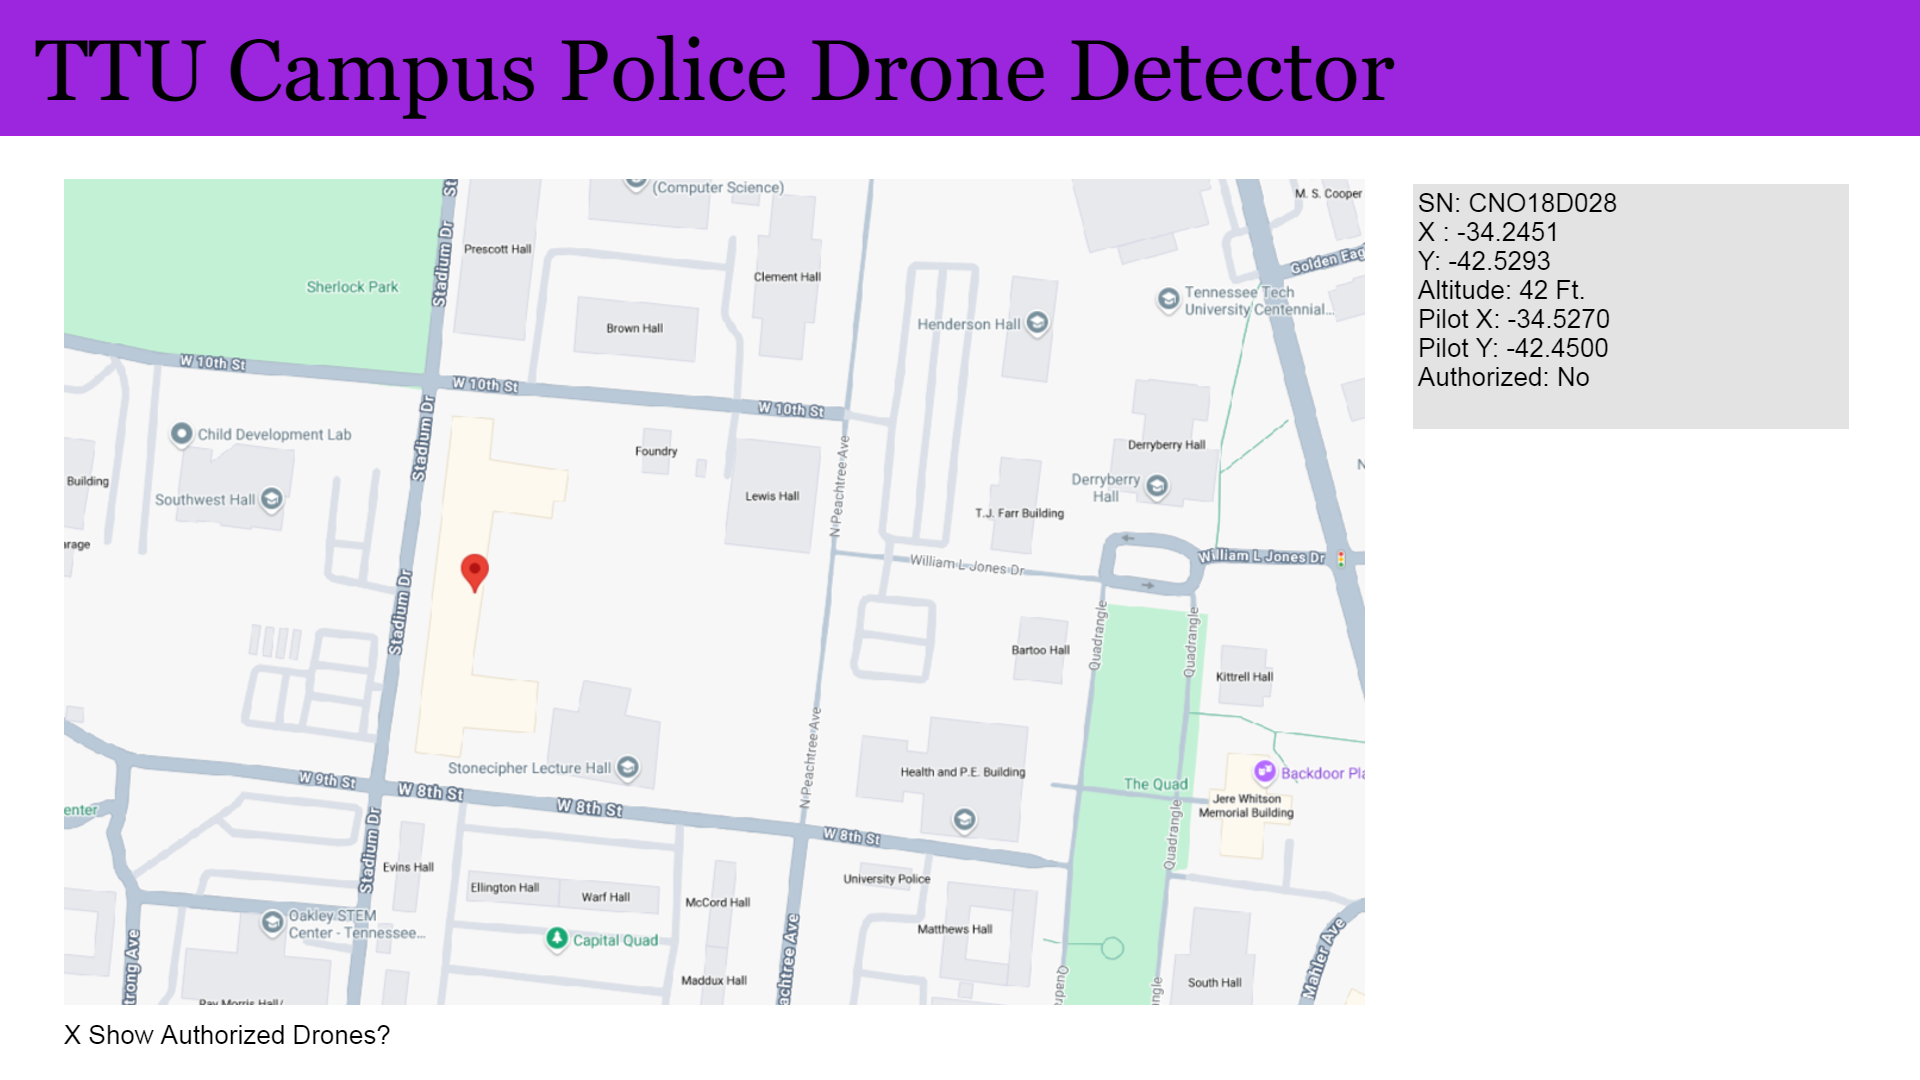 TTU Campus Police Drone Detector
SN: CNO18D028
X : -34.2451
Y: -42.5293
Altitude: 42 Ft.
Pilot X: -34.5270
Pilot Y: -42.4500
Authorized: No
St
(Computer Science)
M. S. Cooper
Stadium Dr
Prescott Hall
Clement Hall
Golden Eag
Sherlock Park
Tennessee Tech
University Centennial...
Brown Hall
Henderson Hall
W 10th St
W 10th St
W 10th St
Stadium Dr
Child Development Lab
Foundry
N Peachtree Ave
Derryberry Hall
Building
Southwest Hall
Lewis Hall
Derryberry
Hall
T.J. Farr Building
arage
William L Jones Dr
William L Jones Dr
Stadium Dr
Quadrangle
Quadrangle
Bartoo Hall
Kittrell Hall
N Peachtree Ave
Stonecipher Lecture Hall
Health and P.E. Building
The Quad
Backdoor Pla
W 9th St
W 8th St
W 8th St
W 8th St
Jere Whitson
Memorial Building
enter
Stadium Dr
Quadrangle
Evins Hall
University Police
Ellington Hall
Warf Hall
McCord Hall
Oakley STEM
Center - Tennessee...
Capital Quad
Matthews Hall
trong Ave
achtree Ave
Maddux Hall
South Hall
Mahler Ave
Quadra
ngle
Ray Morris Hall/
X Show Authorized Drones?